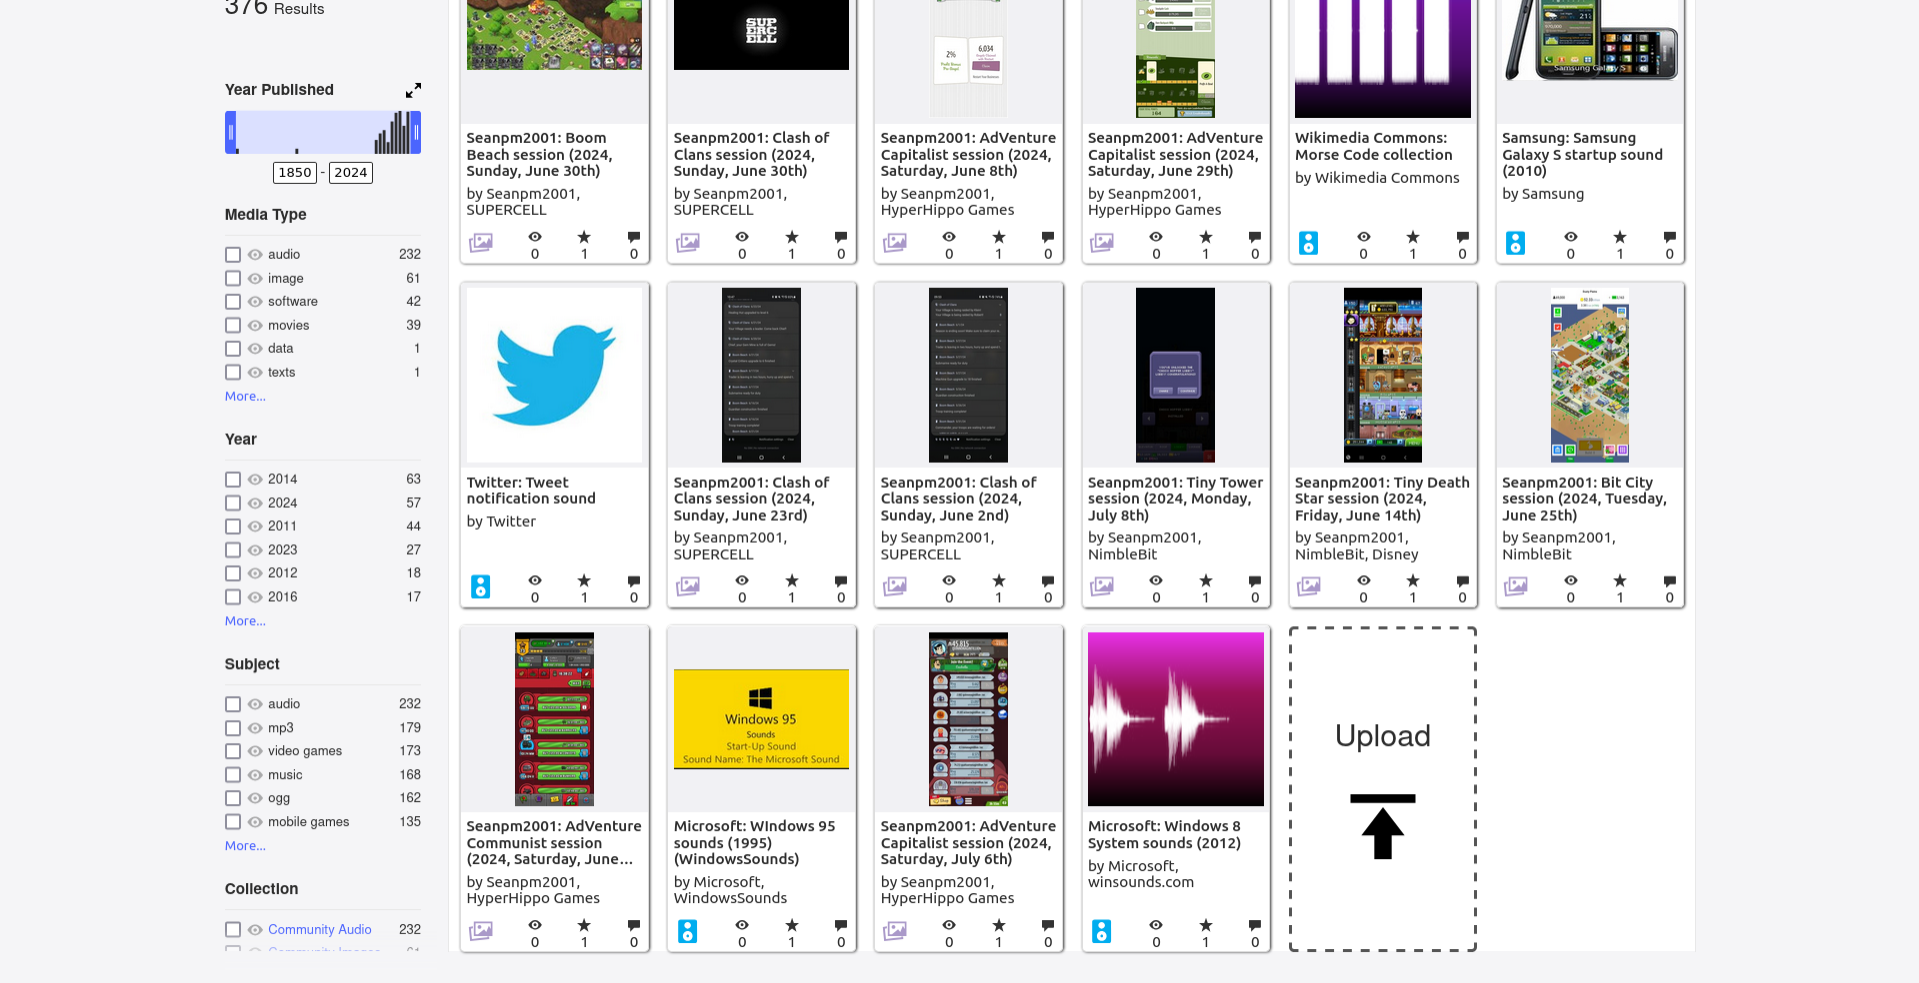 376 Results
Year Published
1850 - 2024
Media Type
audio 232
image 61
software 42
movies 39
data 1
texts 1
More...
Year
2014 63
2024 57
2011 44
2023 27
2012 18
2016 17
More...
Subject
audio 232
mp3 179
video games 173
music 168
ogg 162
mobile games 135
More...
Collection
Community Audio 232
SUP
ERC
ELL
2%
6,034
Samsung Galaxy S
Seanpm2001: Boom
Beach session (2024,
Sunday, June 30th)
by Seanpm2001,
SUPERCELL
0 1 0
Seanpm2001: Clash of
Clans session (2024,
Sunday, June 30th)
by Seanpm2001,
SUPERCELL
0 1 0
Seanpm2001: AdVenture
Capitalist session (2024,
Saturday, June 8th)
by Seanpm2001,
HyperHippo Games
0 1 0
Seanpm2001: AdVenture
Capitalist session (2024,
Saturday, June 29th)
by Seanpm2001,
HyperHippo Games
0 1 0
Wikimedia Commons:
Morse Code collection
by Wikimedia Commons
0 1 0
Samsung: Samsung
Galaxy S startup sound
(2010)
by Samsung
0 1 0
Twitter: Tweet
notification sound
by Twitter
0 1 0
Seanpm2001: Clash of
Clans session (2024,
Sunday, June 23rd)
by Seanpm2001,
SUPERCELL
0 1 0
Seanpm2001: Clash of
Clans session (2024,
Sunday, June 2nd)
by Seanpm2001,
SUPERCELL
0 1 0
Seanpm2001: Tiny Tower
session (2024, Monday,
July 8th)
by Seanpm2001,
NimbleBit
0 1 0
Seanpm2001: Tiny Death
Star session (2024,
Friday, June 14th)
by Seanpm2001,
NimbleBit, Disney
0 1 0
Seanpm2001: Bit City
session (2024, Tuesday,
June 25th)
by Seanpm2001,
NimbleBit
0 1 0
Seanpm2001: AdVenture
Communist session
(2024, Saturday, June...
by Seanpm2001,
HyperHippo Games
0 1 0
Windows 95
Sounds
Start-Up Sound
Sound Name: The Microsoft Sound
Microsoft: WIndows 95
sounds (1995)
(WindowsSounds)
by Microsoft,
WindowsSounds
0 1 0
Seanpm2001: AdVenture
Capitalist session (2024,
Saturday, July 6th)
by Seanpm2001,
HyperHippo Games
0 1 0
Microsoft: Windows 8
System sounds (2012)
by Microsoft,
winsounds.com
0 1 0
Upload